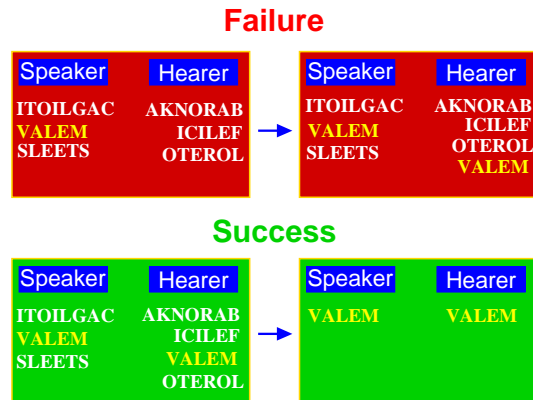 Failure
Speaker Hearer
ITOILGAC AKNORAB
VALEM ICILEF
SLEETS OTEROL
Speaker Hearer
ITOILGAC AKNORAB
VALEM ICILEF
SLEETS OTEROL
VALEM
Success
Speaker Hearer
ITOILGAC AKNORAB
VALEM ICILEF
SLEETS VALEM
OTEROL
Speaker Hearer
VALEM VALEM